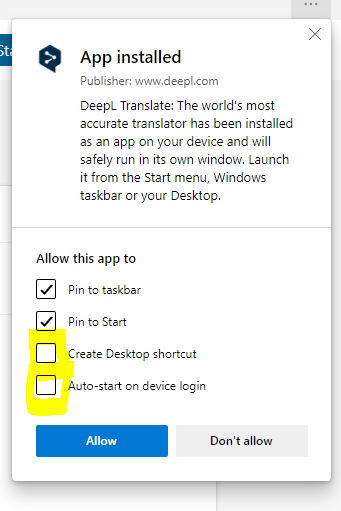 Sta
App installed
Publisher: www.deepl.com
DeepL Translate: The world's most
accurate translator has been installed
as an app on your device and will
safely run in its own window. Launch
it from the Start menu, Windows
taskbar or your Desktop.
Allow this app to
Pin to taskbar
Pin to Start
Create Desktop shortcut
Auto-start on device login
Allow
Don't allow